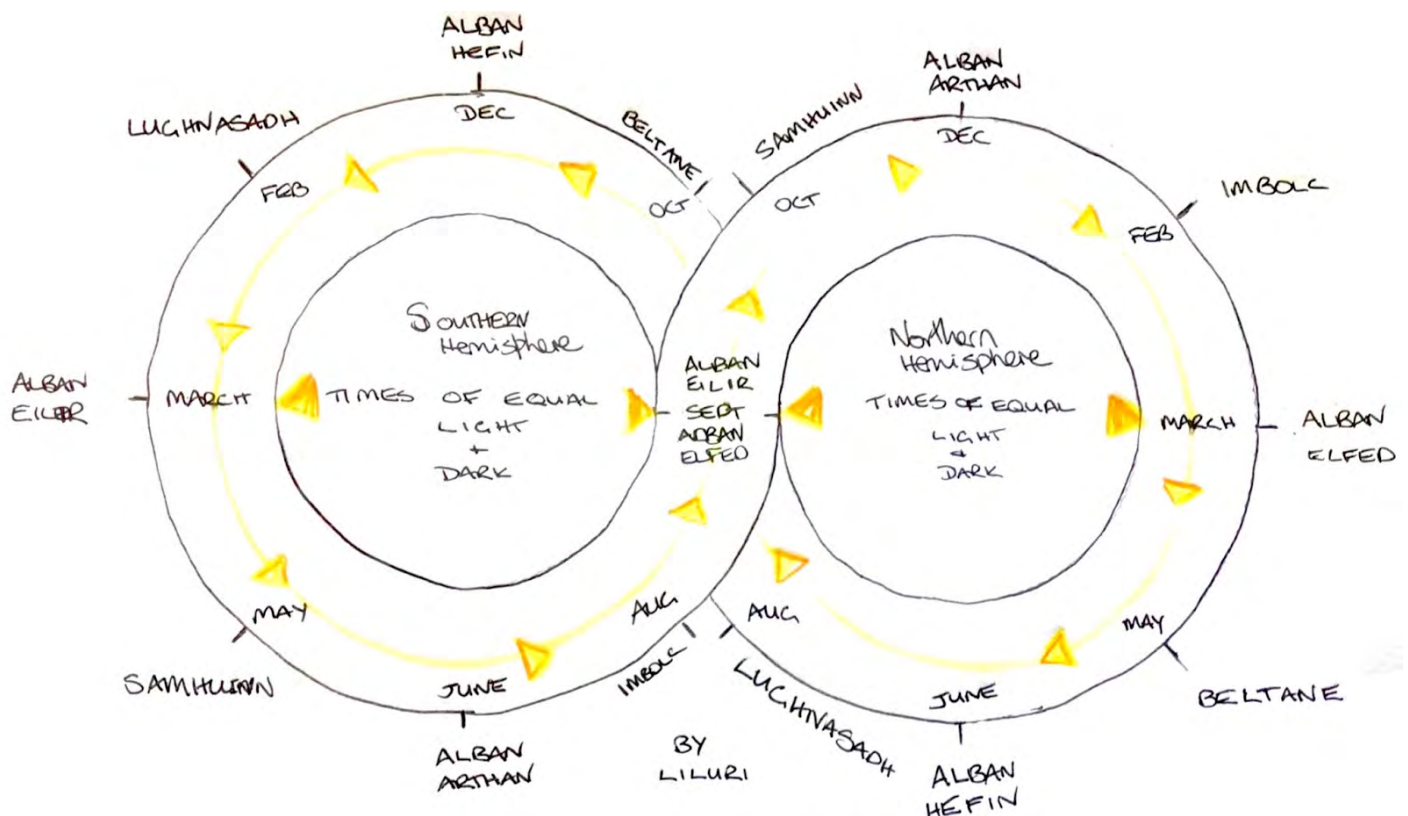 ALBAN
HEFIN
LUGHNASADH
DEC
BELTANE
FEB
OCT
Southern
Hemisphere
ALBAN
MARCH
TIMES OF EQUAL
LIGHT
+
DARK
MAY
AUG
SAMHUINN
JUNE
IMBOLC
ALBAN
ARTHAN
ALBAN
EILIR
SEPT
ALBAN
ELFED
BY
LILURI
ALBAN
ARTHAN
SAMHUINN
DEC
IMBOLC
OCT
FEB
Northern
Hemisphere
TIMES OF EQUAL
LIGHT
&
DARK
MARCH
ALBAN
ELFED
AUG
MAY
BELTANE
JUNE
LUGHNASADH
ALBAN
HEFIN